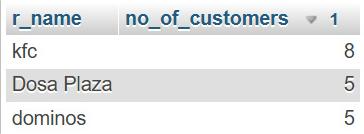 r_name no_of_customers 1
kfc 8
Dosa Plaza 5
dominos 5